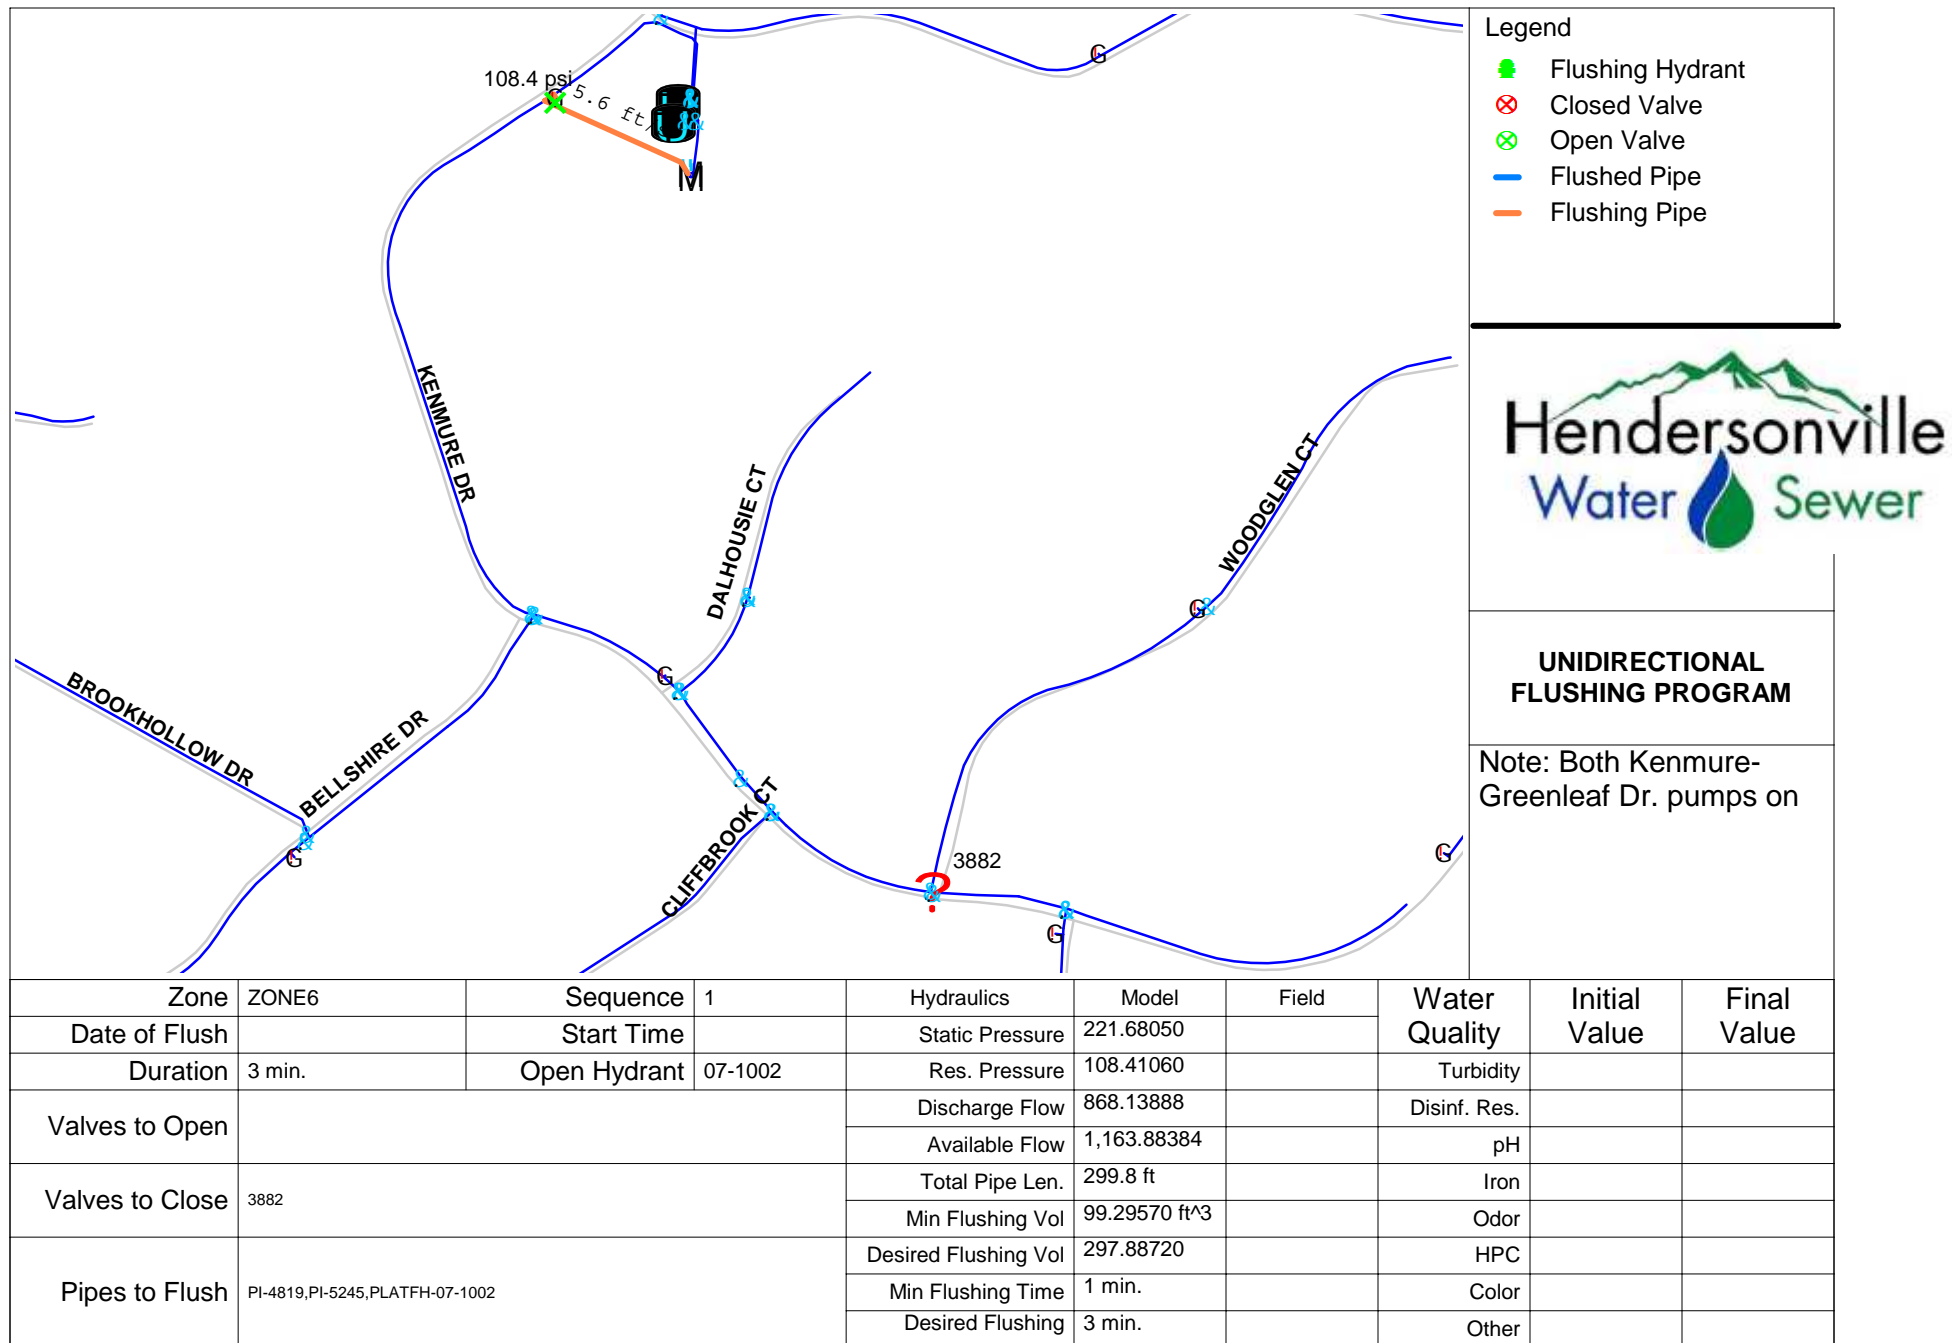 108.4 psi
5.6 ft/
M
KENMURE DR
DALHOUSIE CT
WOODGLEN CT
BROOKHOLLOW DR
BELLSHIRE DR
CLIFFBROOK CT
3882
Legend
Flushing Hydrant
Closed Valve
Open Valve
Flushed Pipe
Flushing Pipe
Hendersonville
Water Sewer
UNIDIRECTIONAL
FLUSHING PROGRAM
Note: Both Kenmure-
Greenleaf Dr. pumps on
Zone ZONE6 Sequence 1
Date of Flush Start Time
Duration 3 min. Open Hydrant 07-1002
Valves to Open
Valves to Close 3882
Pipes to Flush PI-4819,PI-5245,PLATFH-07-1002
Hydraulics Model Field
Static Pressure 221.68050
Res. Pressure 108.41060
Discharge Flow 868.13888
Available Flow 1,163.88384
Total Pipe Len. 299.8 ft
Min Flushing Vol 99.29570 ft^3
Desired Flushing Vol 297.88720
Min Flushing Time 1 min.
Desired Flushing 3 min.
Water Quality Initial Value Final Value
Turbidity
Disinf. Res.
pH
Iron
Odor
HPC
Color
Other